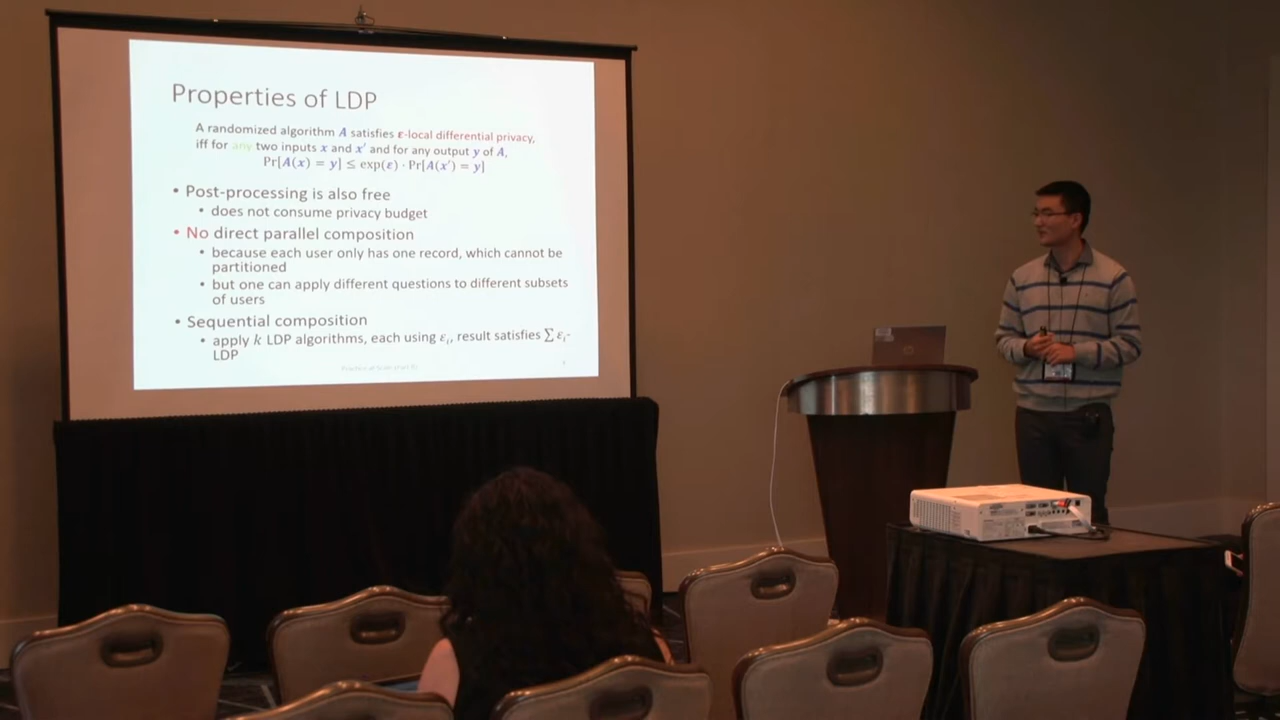 Properties of LDP
A randomized algorithm A satisfies ε-local differential privacy,
iff for any two inputs x and x′ and for any output y of A,
Pr[A(x) = y] ≤ exp(ε) · Pr[A(x′) = y]
• Post-processing is also free
• does not consume privacy budget
• No direct parallel composition
• because each user only has one record, which cannot be
partitioned
• but one can apply different questions to different subsets
of users
• Sequential composition
• apply k LDP algorithms, each using εᵢ, result satisfies ∑ εᵢ-
LDP